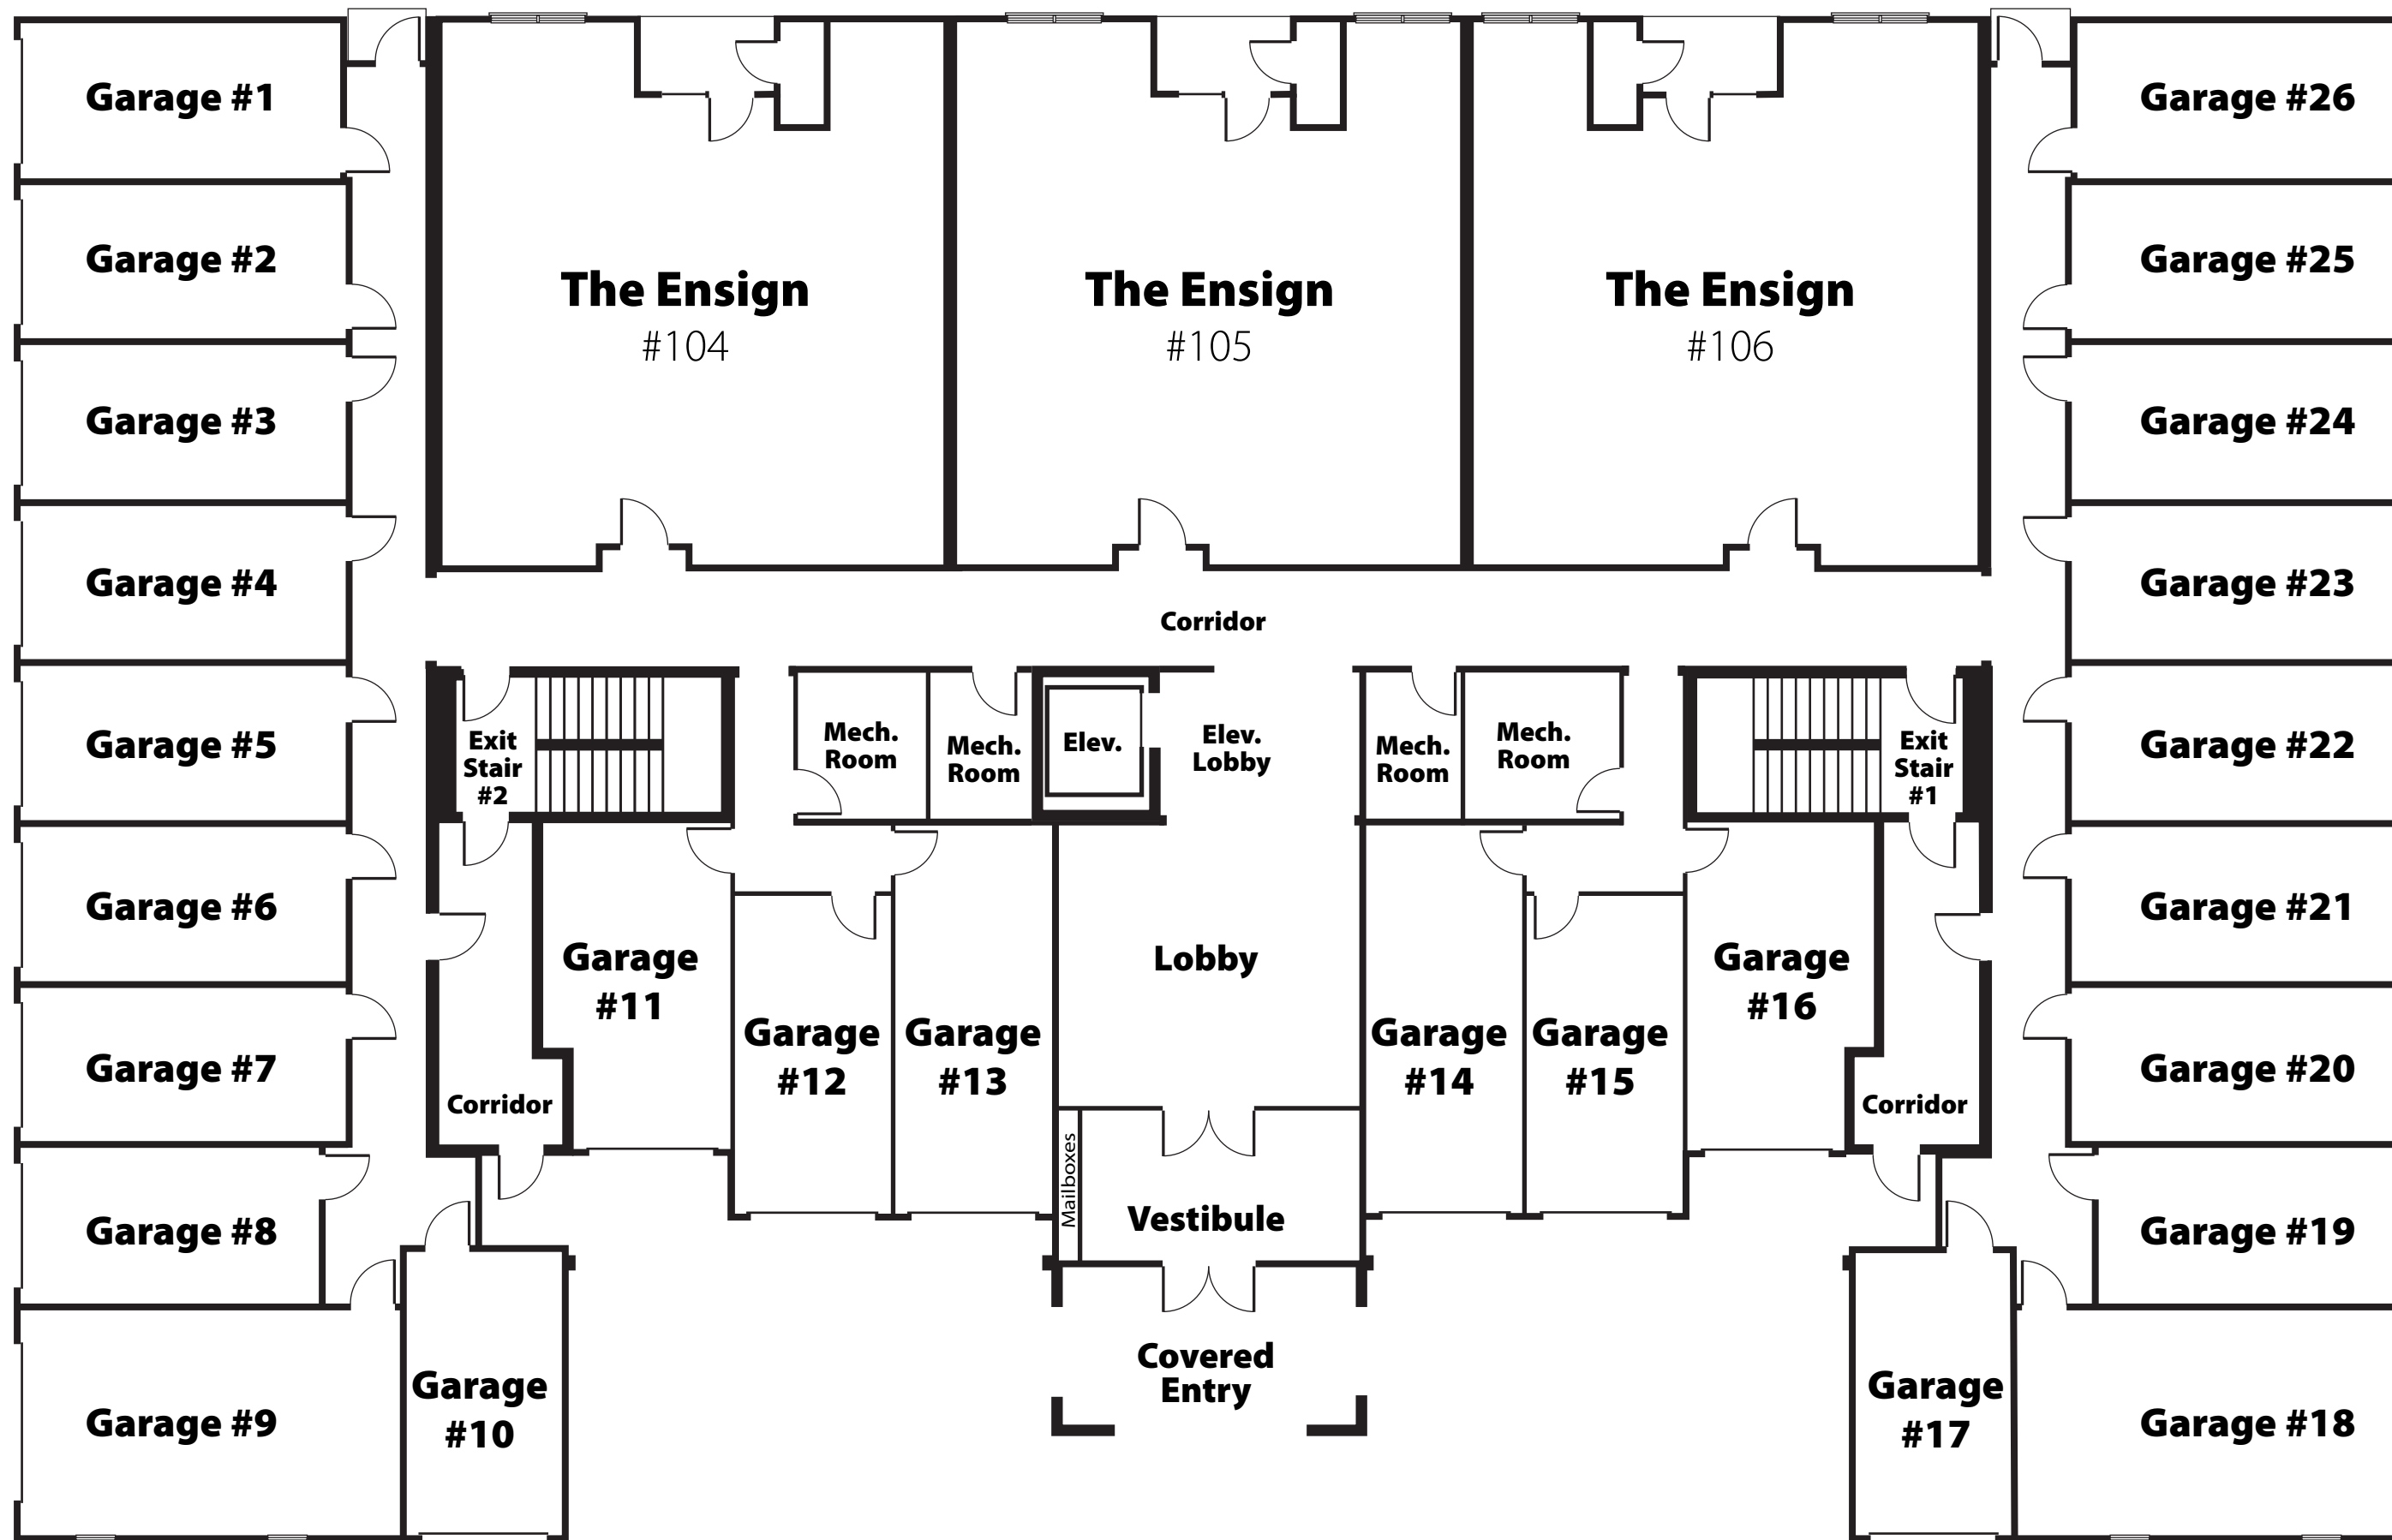 Garage #1
Garage #2
Garage #3
Garage #4
Garage #5
Garage #6
Garage #7
Garage #8
Garage #9
Garage
#10
The Ensign
#104
The Ensign
#105
The Ensign
#106
Corridor
Exit
Stair
#2
Mech.
Room
Mech.
Room
Elev.
Elev.
Lobby
Mech.
Room
Mech.
Room
Exit
Stair
#1
Corridor
Garage
#11
Garage
#12
Garage
#13
Lobby
Garage
#14
Garage
#15
Garage
#16
Corridor
Mailboxes
Vestibule
Covered
Entry
Garage
#17
Garage #26
Garage #25
Garage #24
Garage #23
Garage #22
Garage #21
Garage #20
Garage #19
Garage #18